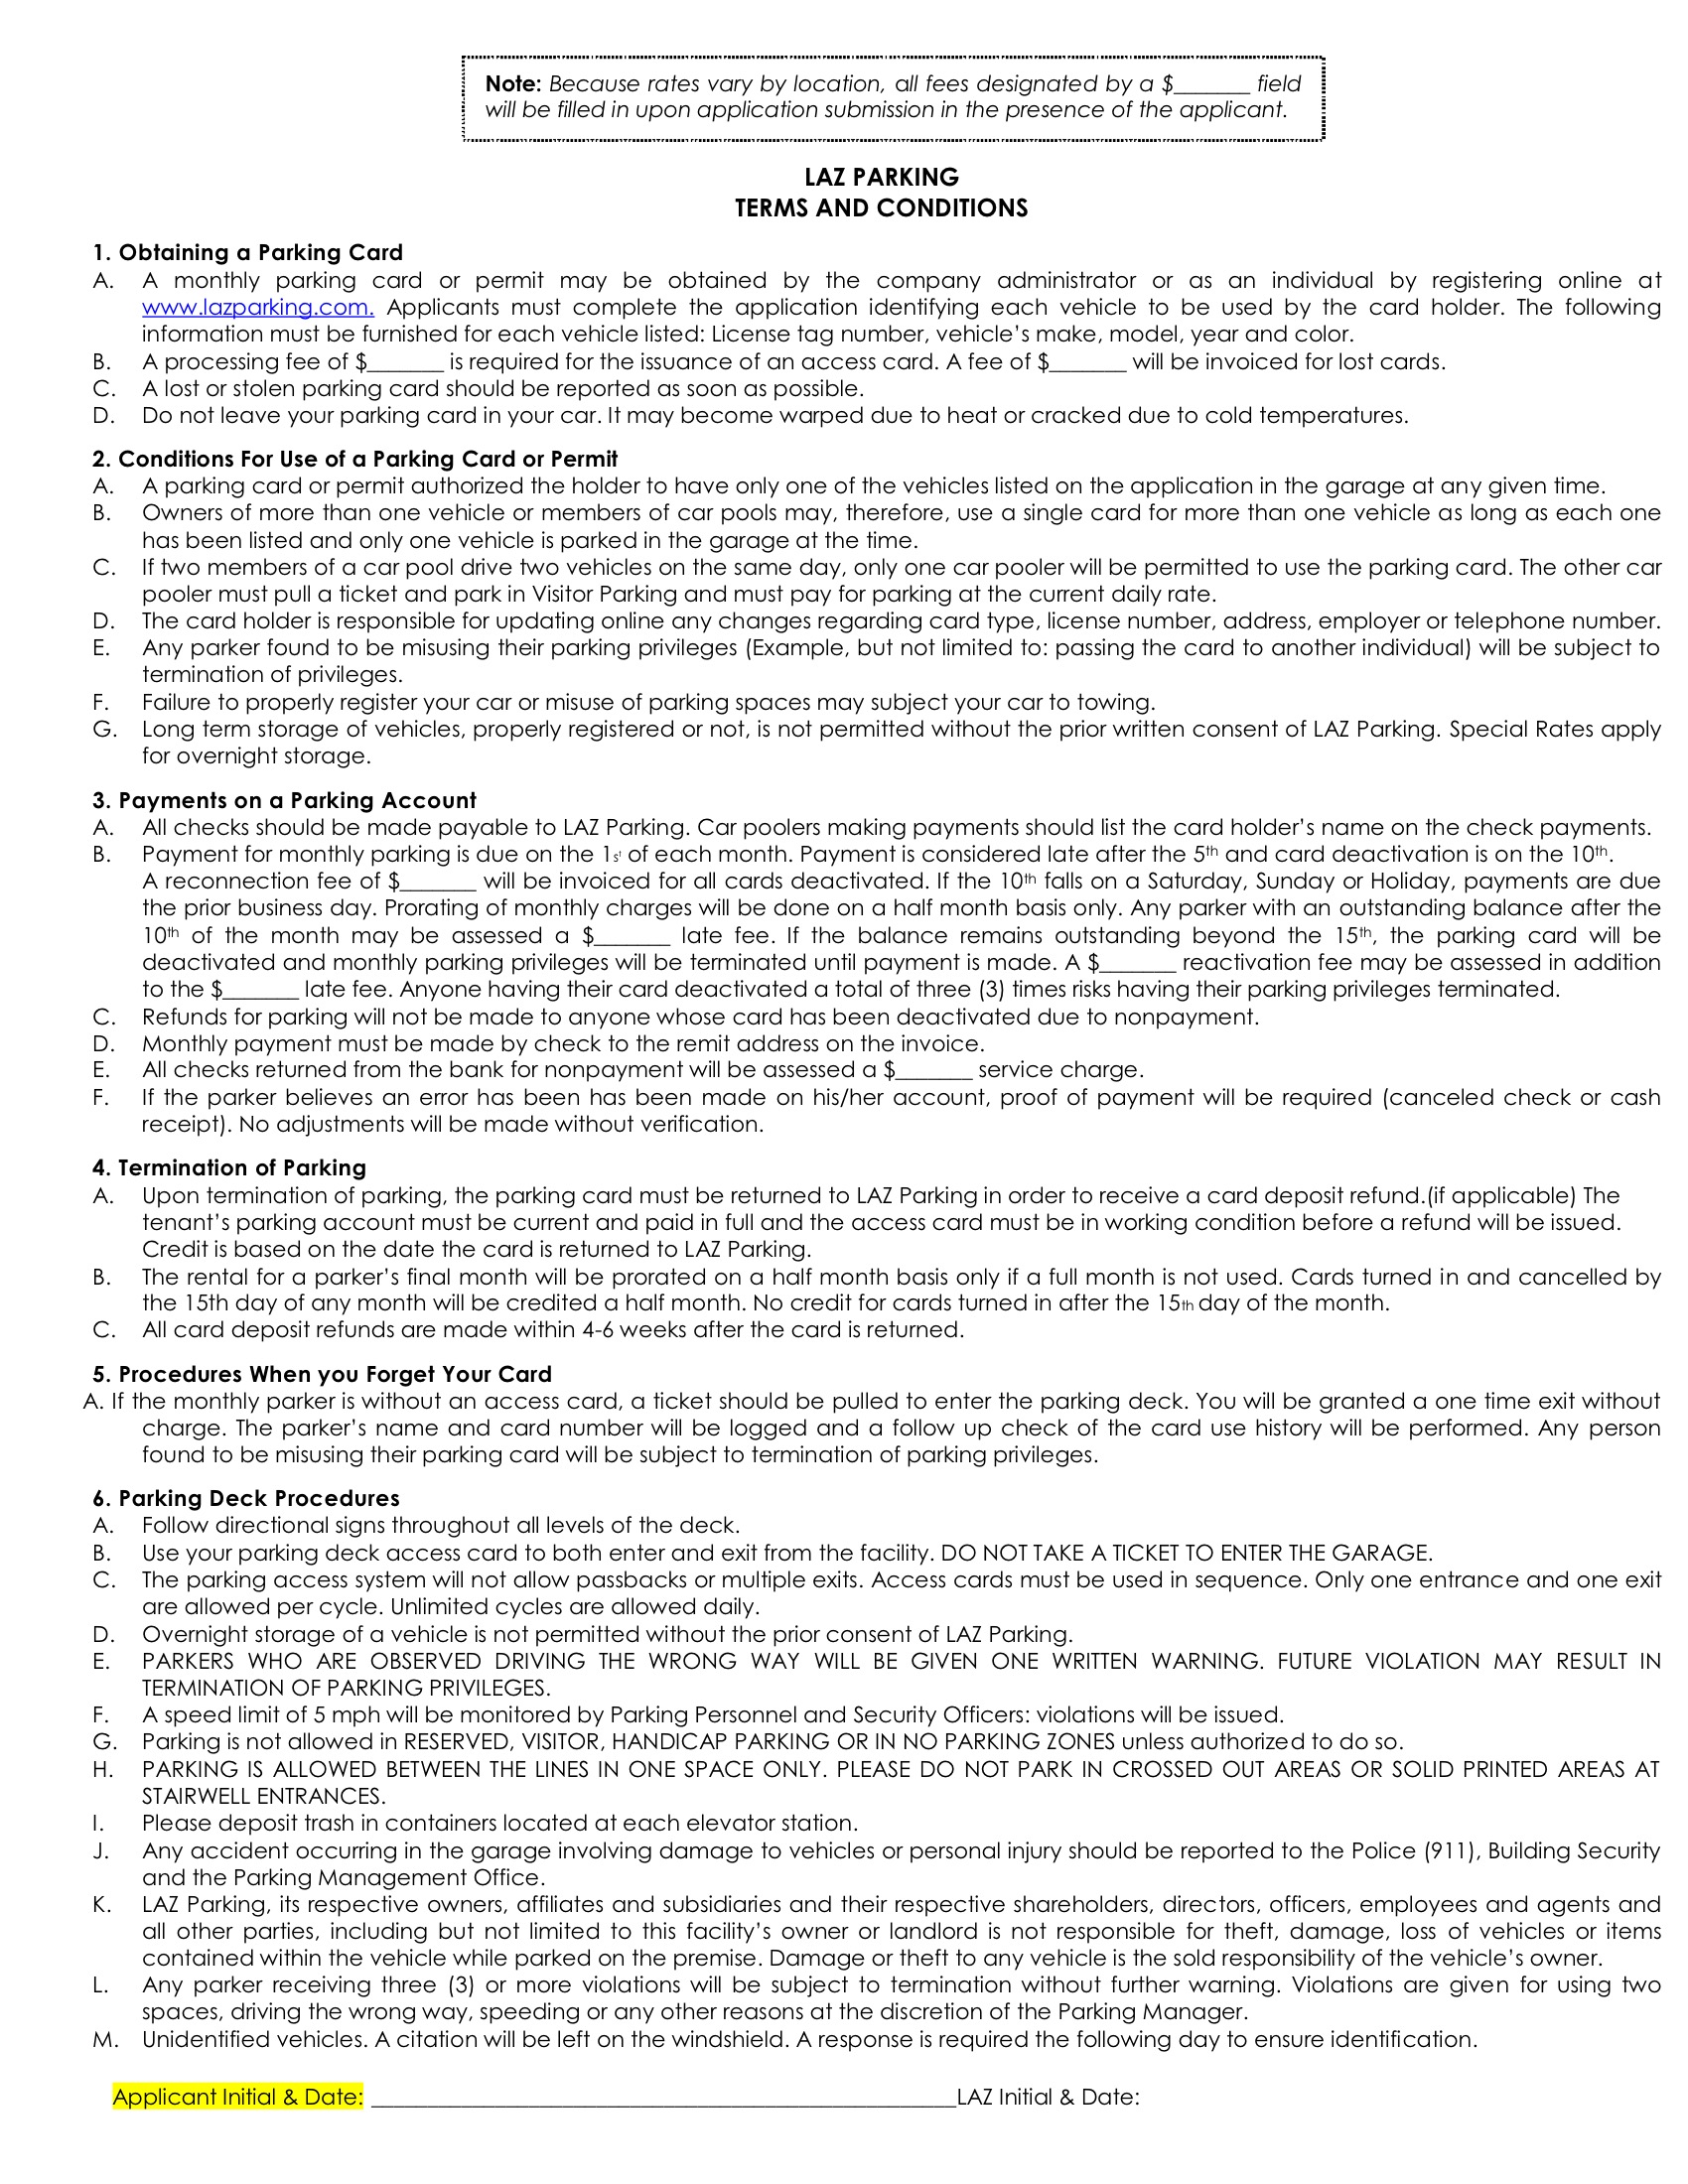 Note: Because rates vary by location, all fees designated by a $_______ field
will be filled in upon application submission in the presence of the applicant.
LAZ PARKING
TERMS AND CONDITIONS
1. Obtaining a Parking Card
A. A monthly parking card or permit may be obtained by the company administrator or as an individual by registering online at
www.lazparking.com. Applicants must complete the application identifying each vehicle to be used by the card holder. The following
information must be furnished for each vehicle listed: License tag number, vehicle’s make, model, year and color.
B. A processing fee of $_______ is required for the issuance of an access card. A fee of $_______ will be invoiced for lost cards.
C. A lost or stolen parking card should be reported as soon as possible.
D. Do not leave your parking card in your car. It may become warped due to heat or cracked due to cold temperatures.
2. Conditions For Use of a Parking Card or Permit
A. A parking card or permit authorized the holder to have only one of the vehicles listed on the application in the garage at any given time.
B. Owners of more than one vehicle or members of car pools may, therefore, use a single card for more than one vehicle as long as each one
has been listed and only one vehicle is parked in the garage at the time.
C. If two members of a car pool drive two vehicles on the same day, only one car pooler will be permitted to use the parking card. The other car
pooler must pull a ticket and park in Visitor Parking and must pay for parking at the current daily rate.
D. The card holder is responsible for updating online any changes regarding card type, license number, address, employer or telephone number.
E. Any parker found to be misusing their parking privileges (Example, but not limited to: passing the card to another individual) will be subject to
termination of privileges.
F. Failure to properly register your car or misuse of parking spaces may subject your car to towing.
G. Long term storage of vehicles, properly registered or not, is not permitted without the prior written consent of LAZ Parking. Special Rates apply
for overnight storage.
3. Payments on a Parking Account
A. All checks should be made payable to LAZ Parking. Car poolers making payments should list the card holder’s name on the check payments.
B. Payment for monthly parking is due on the 1st of each month. Payment is considered late after the 5th and card deactivation is on the 10th.
A reconnection fee of $_______ will be invoiced for all cards deactivated. If the 10th falls on a Saturday, Sunday or Holiday, payments are due
the prior business day. Prorating of monthly charges will be done on a half month basis only. Any parker with an outstanding balance after the
10th of the month may be assessed a $_______ late fee. If the balance remains outstanding beyond the 15th, the parking card will be
deactivated and monthly parking privileges will be terminated until payment is made. A $_______ reactivation fee may be assessed in addition
to the $_______ late fee. Anyone having their card deactivated a total of three (3) times risks having their parking privileges terminated.
C. Refunds for parking will not be made to anyone whose card has been deactivated due to nonpayment.
D. Monthly payment must be made by check to the remit address on the invoice.
E. All checks returned from the bank for nonpayment will be assessed a $_______ service charge.
F. If the parker believes an error has been has been made on his/her account, proof of payment will be required (canceled check or cash
receipt). No adjustments will be made without verification.
4. Termination of Parking
A. Upon termination of parking, the parking card must be returned to LAZ Parking in order to receive a card deposit refund.(if applicable) The
tenant’s parking account must be current and paid in full and the access card must be in working condition before a refund will be issued.
Credit is based on the date the card is returned to LAZ Parking.
B. The rental for a parker’s final month will be prorated on a half month basis only if a full month is not used. Cards turned in and cancelled by
the 15th day of any month will be credited a half month. No credit for cards turned in after the 15th day of the month.
C. All card deposit refunds are made within 4-6 weeks after the card is returned.
5. Procedures When you Forget Your Card
A. If the monthly parker is without an access card, a ticket should be pulled to enter the parking deck. You will be granted a one time exit without
charge. The parker’s name and card number will be logged and a follow up check of the card use history will be performed. Any person
found to be misusing their parking card will be subject to termination of parking privileges.
6. Parking Deck Procedures
A. Follow directional signs throughout all levels of the deck.
B. Use your parking deck access card to both enter and exit from the facility. DO NOT TAKE A TICKET TO ENTER THE GARAGE.
C. The parking access system will not allow passbacks or multiple exits. Access cards must be used in sequence. Only one entrance and one exit
are allowed per cycle. Unlimited cycles are allowed daily.
D. Overnight storage of a vehicle is not permitted without the prior consent of LAZ Parking.
E. PARKERS WHO ARE OBSERVED DRIVING THE WRONG WAY WILL BE GIVEN ONE WRITTEN WARNING. FUTURE VIOLATION MAY RESULT IN
TERMINATION OF PARKING PRIVILEGES.
F. A speed limit of 5 mph will be monitored by Parking Personnel and Security Officers: violations will be issued.
G. Parking is not allowed in RESERVED, VISITOR, HANDICAP PARKING OR IN NO PARKING ZONES unless authorized to do so.
H. PARKING IS ALLOWED BETWEEN THE LINES IN ONE SPACE ONLY. PLEASE DO NOT PARK IN CROSSED OUT AREAS OR SOLID PRINTED AREAS AT
STAIRWELL ENTRANCES.
I. Please deposit trash in containers located at each elevator station.
J. Any accident occurring in the garage involving damage to vehicles or personal injury should be reported to the Police (911), Building Security
and the Parking Management Office.
K. LAZ Parking, its respective owners, affiliates and subsidiaries and their respective shareholders, directors, officers, employees and agents and
all other parties, including but not limited to this facility’s owner or landlord is not responsible for theft, damage, loss of vehicles or items
contained within the vehicle while parked on the premise. Damage or theft to any vehicle is the sold responsibility of the vehicle’s owner.
L. Any parker receiving three (3) or more violations will be subject to termination without further warning. Violations are given for using two
spaces, driving the wrong way, speeding or any other reasons at the discretion of the Parking Manager.
M. Unidentified vehicles. A citation will be left on the windshield. A response is required the following day to ensure identification.
Applicant Initial & Date: ______________________________________________________LAZ Initial & Date: